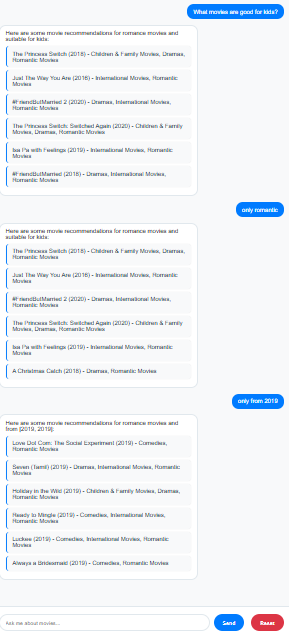 What movies are good for kids?
Here are some movie recommendations for romance movies and
suitable for kids:
The Princess Switch (2018) - Children & Family Movies, Dramas,
Romantic Movies
Just The Way You Are (2016) - International Movies, Romantic
Movies
#FriendButMarried 2 (2020) - Dramas, International Movies,
Romantic Movies
The Princess Switch: Switched Again (2020) - Children & Family
Movies, Dramas, Romantic Movies
Isa Pa with Feelings (2019) - International Movies, Romantic
Movies
#FriendButMarried (2018) - Dramas, International Movies,
Romantic Movies
only romantic
Here are some movie recommendations for romance movies and
suitable for kids:
The Princess Switch (2018) - Children & Family Movies, Dramas,
Romantic Movies
Just The Way You Are (2016) - International Movies, Romantic
Movies
#FriendButMarried 2 (2020) - Dramas, International Movies,
Romantic Movies
The Princess Switch: Switched Again (2020) - Children & Family
Movies, Dramas, Romantic Movies
Isa Pa with Feelings (2019) - International Movies, Romantic
Movies
A Christmas Catch (2018) - Dramas, Romantic Movies
only from 2019
Here are some movie recommendations for romance movies and
from [2019, 2019]:
Love Dot Com: The Social Experiment (2019) - Comedies,
Romantic Movies
Seven (Tamil) (2019) - Dramas, International Movies, Romantic
Movies
Holiday in the Wild (2019) - Children & Family Movies, Dramas,
Romantic Movies
Ready to Mingle (2019) - Comedies, International Movies,
Romantic Movies
Luckee (2019) - Comedies, International Movies, Romantic
Movies
Always a Bridesmaid (2019) - Comedies, Romantic Movies
Ask me about movies...
Send
Reset